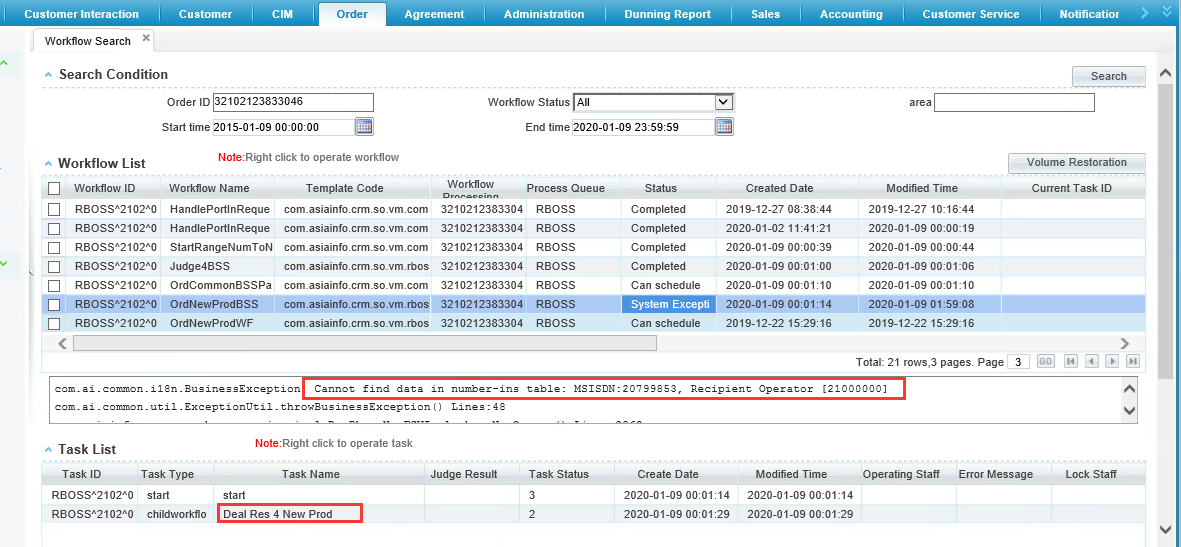 Customer Interaction Customer CIM Order Agreement Administration Dunning Report Sales Accounting Customer Service Notification
Workflow Search
Search Condition
Search
Order ID 32102123833046 Workflow Status All area
Start time 2015-01-09 00:00:00 End time 2020-01-09 23:59:59
Workflow List Note:Right click to operate workflow Volume Restoration
Workflow ID Workflow Name Template Code Workflow Processing Process Queue Status Created Date Modified Time Current Task ID
RBOSS^2102^0 HandlePortInReque com.asiainfo.crm.so.vm.com 3210212383304 RBOSS Completed 2019-12-27 08:38:44 2019-12-27 10:16:44
RBOSS^2102^0 HandlePortInReque com.asiainfo.crm.so.vm.com 3210212383304 RBOSS Completed 2020-01-02 11:41:21 2020-01-09 00:00:19
RBOSS^2102^0 StartRangeNumToN com.asiainfo.crm.so.vm.com 3210212383304 RBOSS Completed 2020-01-09 00:00:39 2020-01-09 00:00:44
RBOSS^2102^0 Judge4BSS com.asiainfo.crm.so.vm.rbos 3210212383304 RBOSS Completed 2020-01-09 00:01:00 2020-01-09 00:01:06
RBOSS^2102^0 OrdCommonBSSPa com.asiainfo.crm.so.vm.com 3210212383304 RBOSS Can schedule 2020-01-09 00:01:10 2020-01-09 00:01:10
RBOSS^2102^0 OrdNewProdBSS com.asiainfo.crm.so.vm.rbos 3210212383304 RBOSS System Excepti 2020-01-09 00:01:14 2020-01-09 01:59:08
RBOSS^2102^0 OrdNewProdWF com.asiainfo.crm.so.vm.rbos 3210212383304 RBOSS Can schedule 2019-12-22 15:29:16 2019-12-22 15:29:16
Total: 21 rows,3 pages. Page 3 GO
com.ai.common.i18n.BusinessException Cannot find data in number-ins table: MSISDN:20799853, Recipient Operator [21000000]
com.ai.common.util.ExceptionUtil.throwBusinessException() Lines:48
Task List Note:Right click to operate task
Task ID Task Type Task Name Judge Result Task Status Create Date Modified Time Operating Staff Error Message Lock Staff
RBOSS^2102^0 start start 3 2020-01-09 00:01:14 2020-01-09 00:01:14
RBOSS^2102^0 childworkflo Deal Res 4 New Prod 2 2020-01-09 00:01:29 2020-01-09 00:01:29